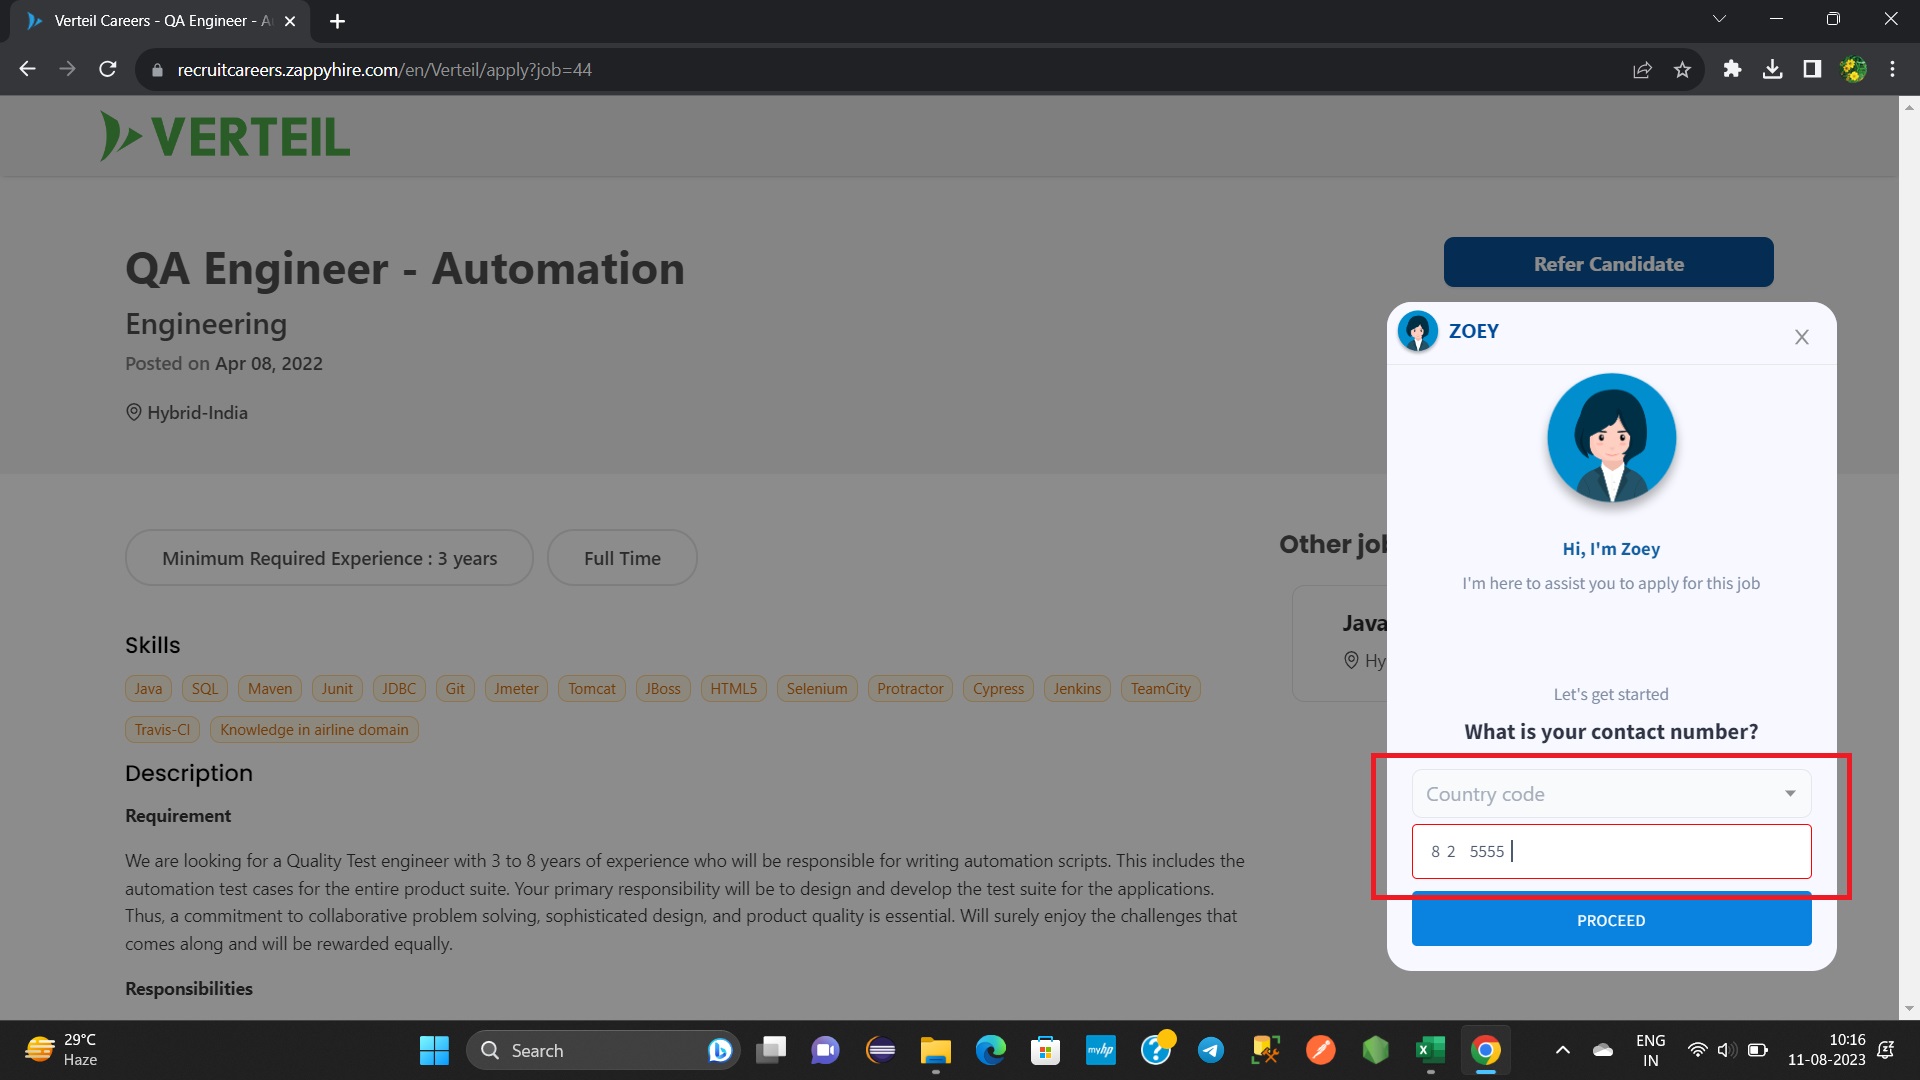 Verteil Careers - QA Engineer - A
recruitcareers.zappyhire.com/en/Verteil/apply?job=44
VERTEIL
QA Engineer - Automation
Refer Candidate
Engineering
Posted on Apr 08, 2022
Hybrid-India
ZOEY
Hi, I'm Zoey
I'm here to assist you to apply for this job
Let's get started
What is your contact number?
Country code
8 2 5555
PROCEED
Minimum Required Experience : 3 years
Full Time
Other job
Java
Hy
Skills
Java SQL Maven Junit JDBC Git Jmeter Tomcat JBoss HTML5 Selenium Protractor Cypress Jenkins TeamCity
Travis-CI Knowledge in airline domain
Description
Requirement
We are looking for a Quality Test engineer with 3 to 8 years of experience who will be responsible for writing automation scripts. This includes the
automation test cases for the entire product suite. Your primary responsibility will be to design and develop the test suite for the applications.
Thus, a commitment to collaborative problem solving, sophisticated design, and product quality is essential. Will surely enjoy the challenges that
comes along and will be rewarded equally.
Responsibilities
29°C
Haze
Search
myhp
ENG
IN
10:16
11-08-2023